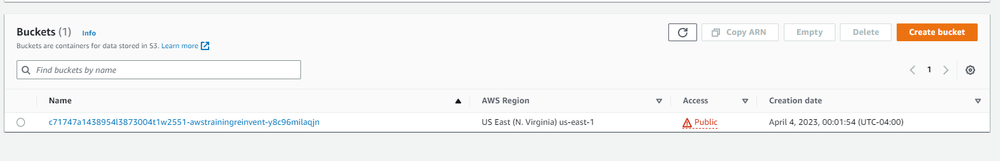 Buckets (1) Info
Buckets are containers for data stored in S3. Learn more
Copy ARN Empty Delete Create bucket
Find buckets by name
1
Name AWS Region Access Creation date
c71747a1438954l3873004t1w2551-awstrainingreinvent-y8c96milaqjn US East (N. Virginia) us-east-1 Public April 4, 2023, 00:01:54 (UTC-04:00)